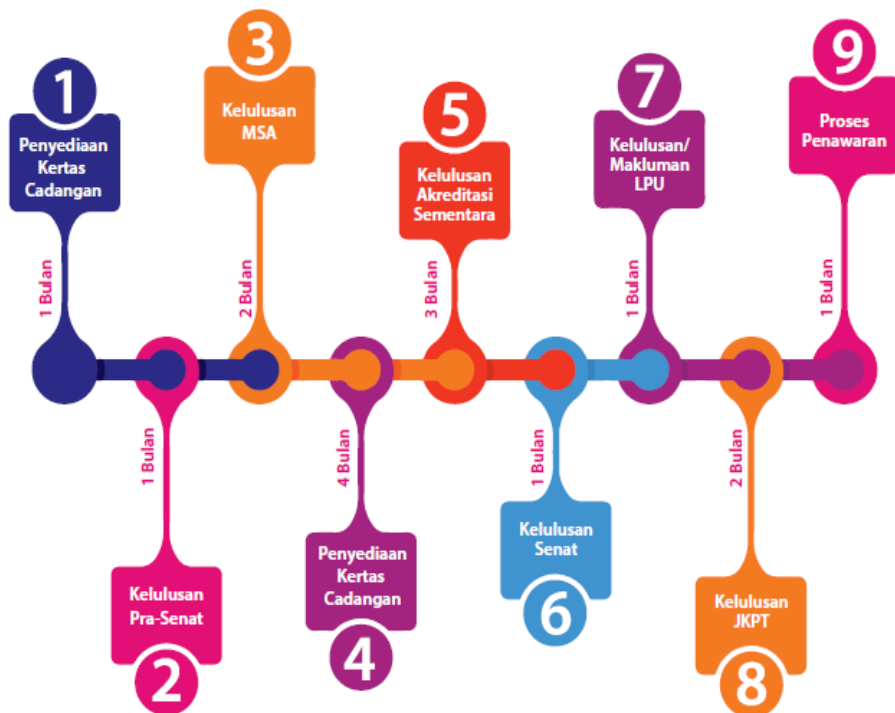 1
Penyediaan
Kertas
Cadangan
1 Bulan
2
Kelulusan
Pra-Senat
1 Bulan
3
Kelulusan
MSA
2 Bulan
4
Penyediaan
Kertas
Cadangan
4 Bulan
5
Kelulusan
Akreditasi
Sementara
3 Bulan
6
Kelulusan
Senat
1 Bulan
7
Kelulusan/
Makluman
LPU
1 Bulan
8
Kelulusan
JKPT
2 Bulan
9
Proses
Penawaran
1 Bulan